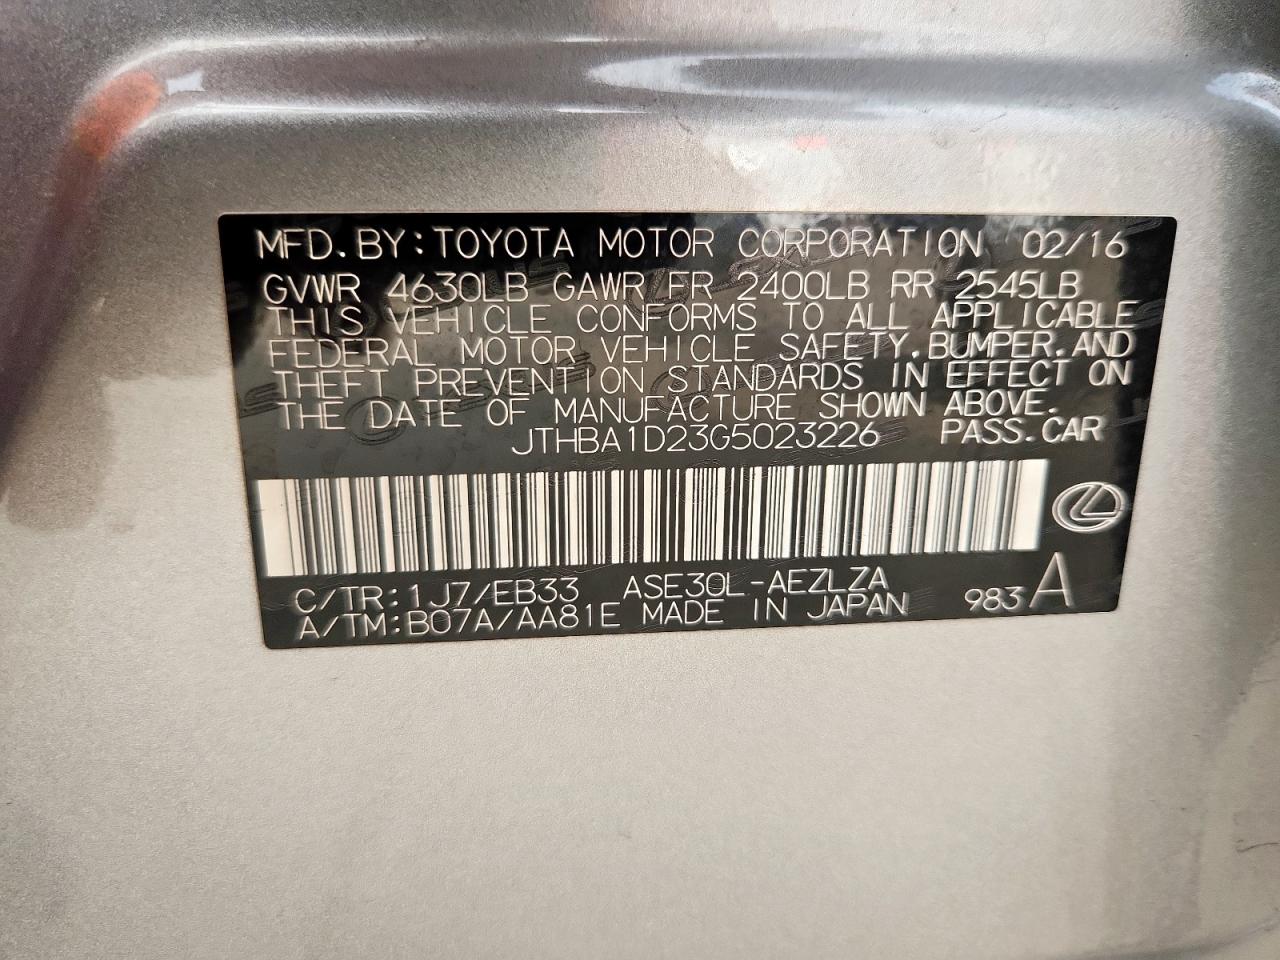 MFD.BY:TOYOTA MOTOR CORPORATION 02/16
GVWR 4630LB GAWR FR 2400LB RR 2545LB
THIS VEHICLE CONFORMS TO ALL APPLICABLE
FEDERAL MOTOR VEHICLE SAFETY,BUMPER,AND
THEFT PREVENTION STANDARDS IN EFFECT ON
THE DATE OF MANUFACTURE SHOWN ABOVE.
JTHBA1D23G5023226 PASS.CAR
C/TR:1J7/EB33 ASE30L-AEZLZA
A/TM:B07A/AA81E MADE IN JAPAN 983A